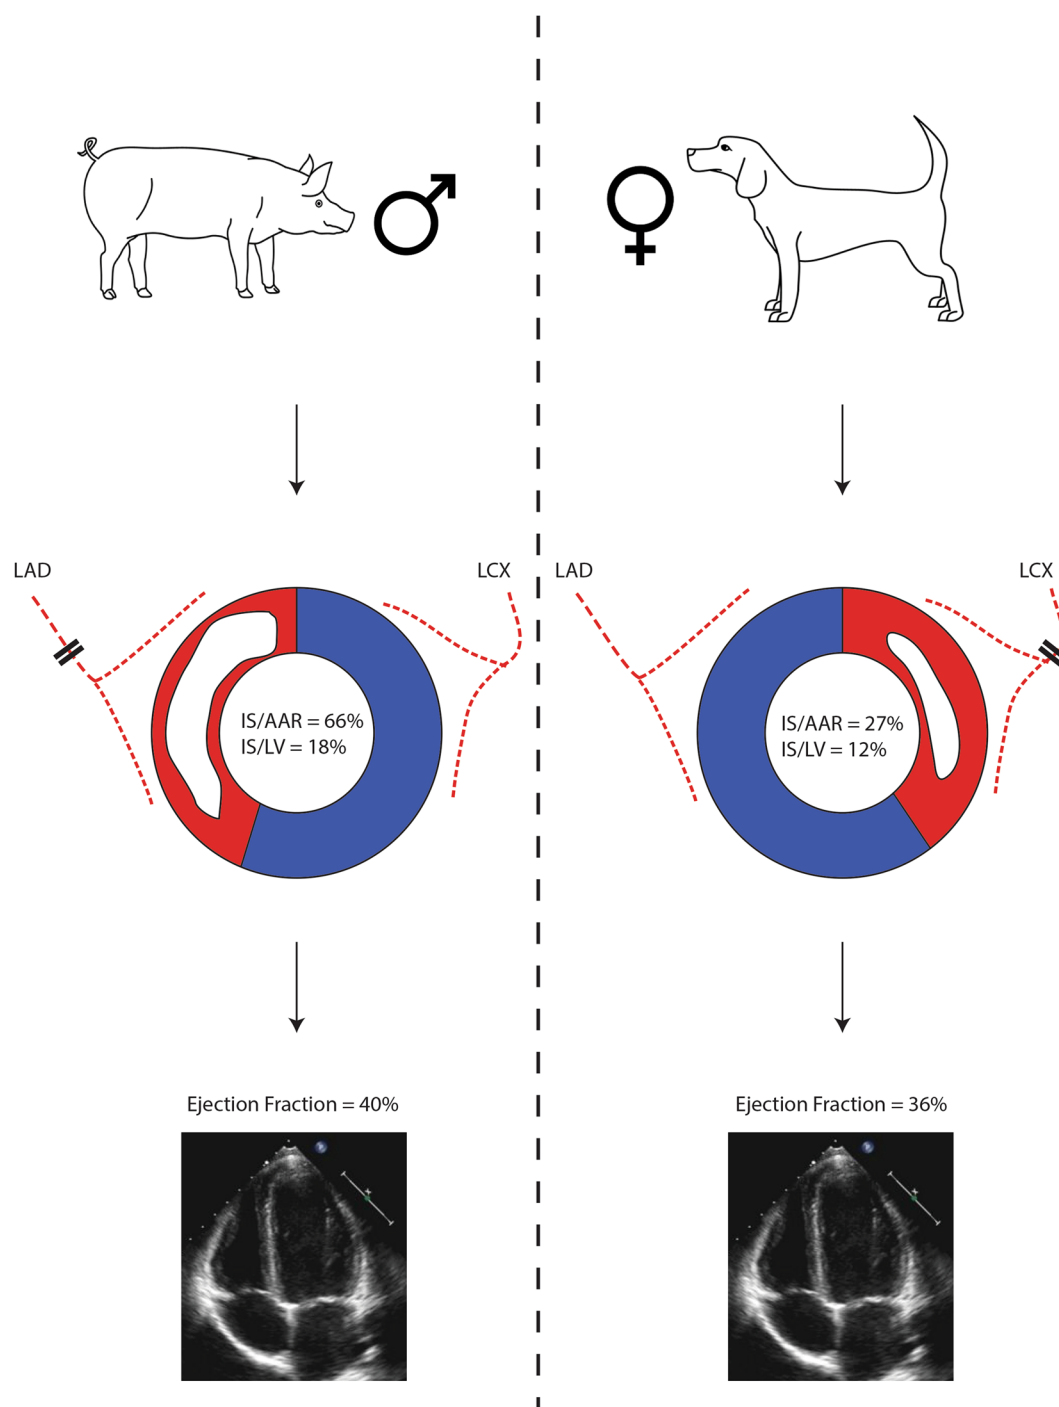 LAD
LCX
LAD
LCX
IS/AAR = 66%
IS/LV = 18%
IS/AAR = 27%
IS/LV = 12%
Ejection Fraction = 40%
Ejection Fraction = 36%